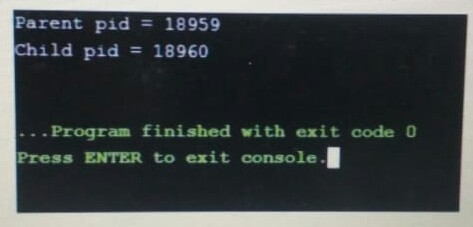 Parent pid = 18959
Child pid = 18960
...Program finished with exit code 0
Press ENTER to exit console.